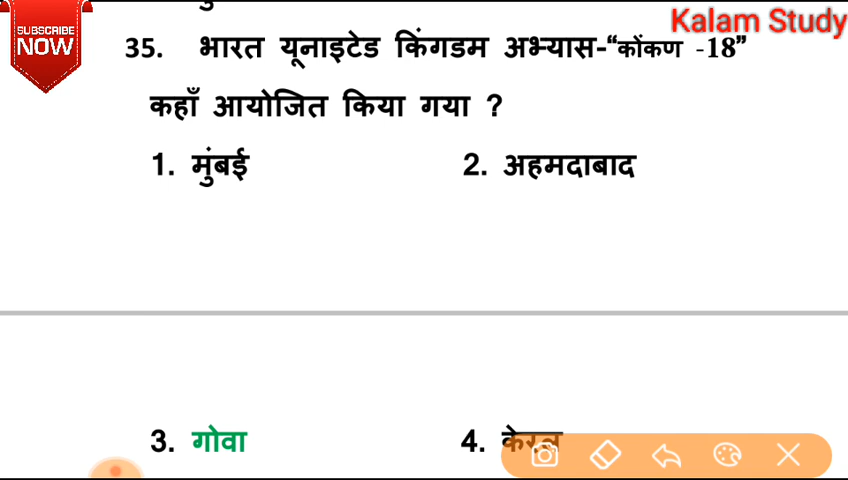 SUBSCRIBE
NOW
Kalam Study
35. भारत यूनाइटेड किंगडम अभ्यास-“कोंकण -18”
कहाँ आयोजित किया गया ?
1. मुंबई 2. अहमदाबाद
3. गोवा 4. केरल